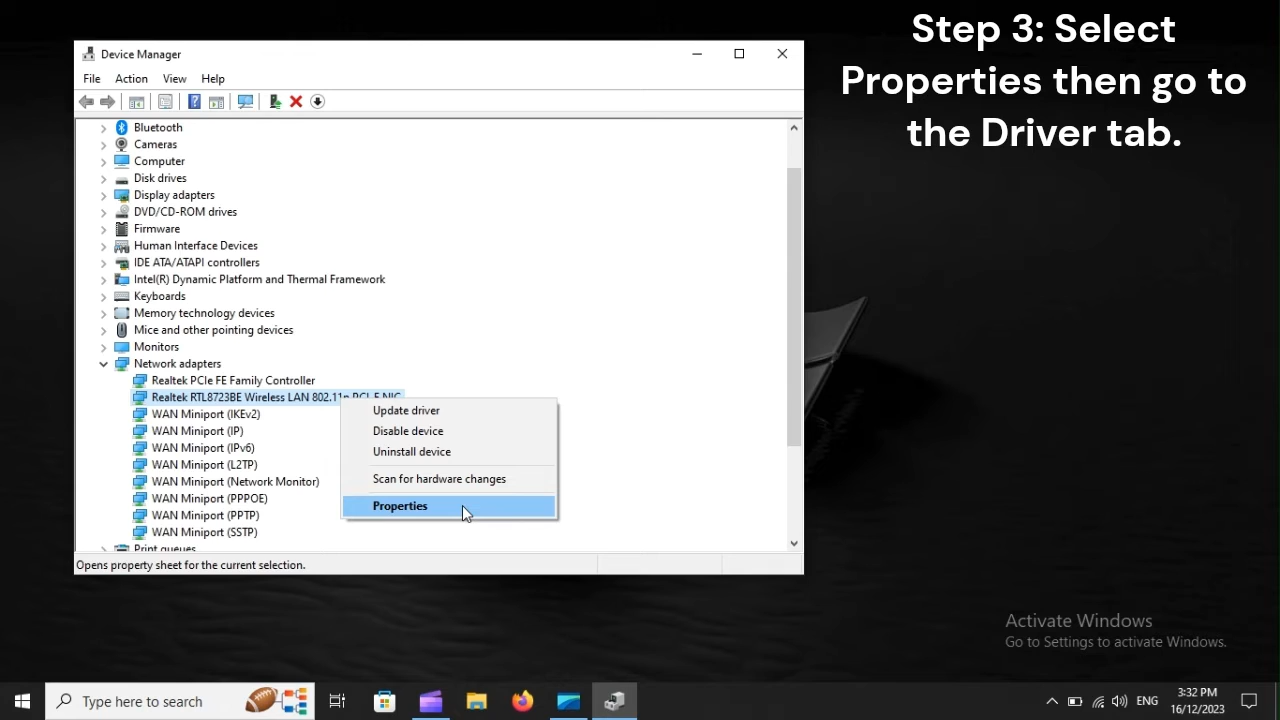 Step 3: Select
Properties then go to
the Driver tab.
Device Manager
File Action View Help
Bluetooth
Cameras
Computer
Disk drives
Display adapters
DVD/CD-ROM drives
Firmware
Human Interface Devices
IDE ATA/ATAPI controllers
Intel(R) Dynamic Platform and Thermal Framework
Keyboards
Memory technology devices
Mice and other pointing devices
Monitors
Network adapters
Realtek PCIe FE Family Controller
Realtek RTL8723BE Wireless LAN 802.11n PCI-E NIC
WAN Miniport (IKEv2)
WAN Miniport (IP)
WAN Miniport (IPv6)
WAN Miniport (L2TP)
WAN Miniport (Network Monitor)
WAN Miniport (PPPOE)
WAN Miniport (PPTP)
WAN Miniport (SSTP)
Print queues
Update driver
Disable device
Uninstall device
Scan for hardware changes
Properties
Opens property sheet for the current selection.
Activate Windows
Go to Settings to activate Windows.
Type here to search
ENG
3:32 PM
16/12/2023